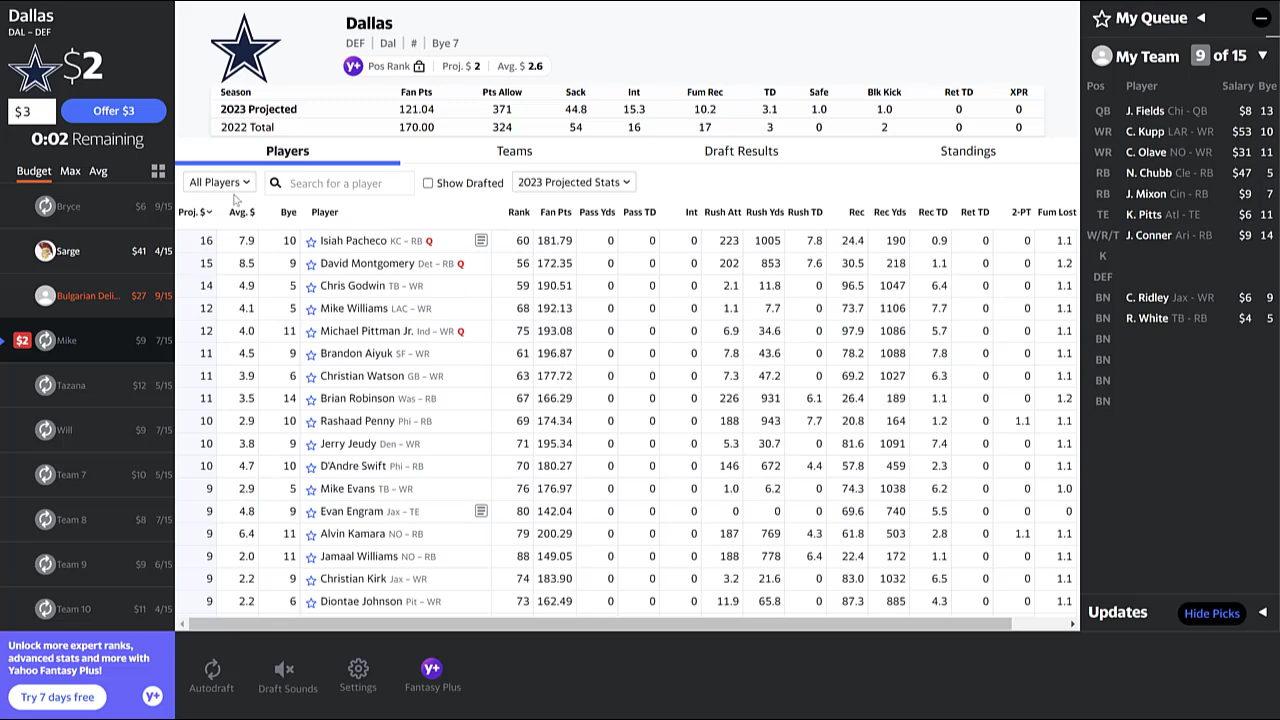 Dallas
DAL – DEF
$2
$3
Offer $3
0:02 Remaining
Budget Max Avg
Bryce $6 9/15
Sarge $41 4/15
Bulgarian Deli... $27 9/15
$2 Mike $9 7/15
Tazana $12 5/15
Will $9 7/15
Team 7 $10 5/15
Team 8 $8 7/15
Team 9 $9 6/15
Team 10 $11 4/15
Unlock more expert ranks,
advanced stats and more with
Yahoo Fantasy Plus!
Try 7 days free
y+
Dallas
DEF Dal # Bye 7
y+ Pos Rank Proj. $ 2 Avg. $ 2.6
Season Fan Pts Pts Allow Sack Int Fum Rec TD Safe Blk Kick Ret TD XPR
2023 Projected 121.04 371 44.8 15.3 10.2 3.1 1.0 1.0 0 0
2022 Total 170.00 324 54 16 17 3 0 2 0 0
Players Teams Draft Results Standings
All Players Search for a player Show Drafted 2023 Projected Stats
Proj. $ Avg. $ Bye Player Rank Fan Pts Pass Yds Pass TD Int Rush Att Rush Yds Rush TD Rec Rec Yds Rec TD Ret TD 2-PT Fum Lost
16 7.9 10 Isiah Pacheco KC – RB Q 60 181.79 0 0 0 223 1005 7.8 24.4 190 0.9 0 0 1.1
15 8.5 9 David Montgomery Det – RB Q 56 172.35 0 0 0 202 853 7.6 30.5 218 1.1 0 0 1.2
14 4.9 5 Chris Godwin TB – WR 59 190.51 0 0 0 2.1 11.8 0 96.5 1047 6.4 0 0 1.1
12 4.1 5 Mike Williams LAC – WR 68 192.13 0 0 0 1.1 7.7 0 73.7 1106 7.7 0 0 1.1
12 4.0 11 Michael Pittman Jr. Ind – WR Q 75 193.08 0 0 0 6.9 34.6 0 97.9 1086 5.7 0 0 1.1
11 4.5 9 Brandon Aiyuk SF – WR 61 196.87 0 0 0 7.8 43.6 0 78.2 1088 7.8 0 0 1.1
11 3.9 6 Christian Watson GB – WR 63 177.72 0 0 0 7.3 47.2 0 69.2 1027 6.3 0 0 1.1
11 3.5 14 Brian Robinson Was – RB 67 166.29 0 0 0 226 931 6.1 26.4 189 1.1 0 0 1.2
10 2.9 10 Rashaad Penny Phi – RB 69 174.34 0 0 0 188 943 7.7 20.8 164 1.2 0 1.1 1.1
10 3.8 9 Jerry Jeudy Den – WR 71 195.34 0 0 0 5.3 30.7 0 81.6 1091 7.4 0 0 1.1
10 4.7 10 D'Andre Swift Phi – RB 70 180.27 0 0 0 146 672 4.4 57.8 459 2.3 0 0 1.1
9 2.9 5 Mike Evans TB – WR 76 176.97 0 0 0 1.0 6.2 0 74.3 1038 6.2 0 0 1.0
9 4.8 9 Evan Engram Jax – TE 80 142.04 0 0 0 0 0 0 69.6 740 5.5 0 0 0
9 6.4 11 Alvin Kamara NO – RB 79 200.29 0 0 0 187 769 4.3 61.8 503 2.8 0 1.1 1.1
9 2.0 11 Jamaal Williams NO – RB 88 149.05 0 0 0 188 778 6.4 22.4 172 1.1 0 0 1.1
9 2.2 9 Christian Kirk Jax – WR 74 183.90 0 0 0 3.2 21.6 0 83.0 1032 6.5 0 0 1.1
9 2.2 6 Diontae Johnson Pit – WR 73 162.49 0 0 0 11.9 65.8 0 87.3 885 4.3 0 0 1.1
Autodraft Draft Sounds Settings y+ Fantasy Plus
My Queue
My Team 9 of 15
Pos Player Salary Bye
QB J. Fields Chi - QB $8 13
WR C. Kupp LAR - WR $53 10
WR C. Olave NO - WR $31 11
RB N. Chubb Cle - RB $47 5
RB J. Mixon Cin - RB $9 7
TE K. Pitts Atl - TE $6 11
W/R/T J. Conner Ari - RB $9 14
K
DEF
BN C. Ridley Jax - WR $6 9
BN R. White TB - RB $4 5
BN
BN
BN
BN
Updates Hide Picks